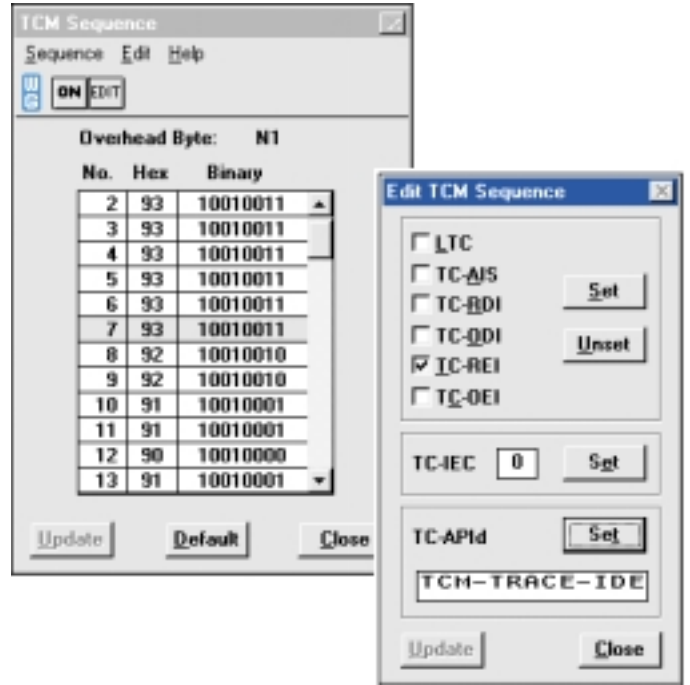 TCM Sequence
Sequence Edit Help
WG ON EDIT
Overhead Byte: N1
No. Hex Binary
2 93 10010011
3 93 10010011
4 93 10010011
5 93 10010011
6 93 10010011
7 93 10010011
8 92 10010010
9 92 10010010
10 91 10010001
11 91 10010001
12 90 10010000
13 91 10010001
Update Default Close
Edit TCM Sequence
LTC
TC-AIS
TC-RDI
TC-ODI
TC-REI
TC-OEI
Set
Unset
TC-IEC 0 Set
TC-APId Set
TCM-TRACE-IDE
Update Close